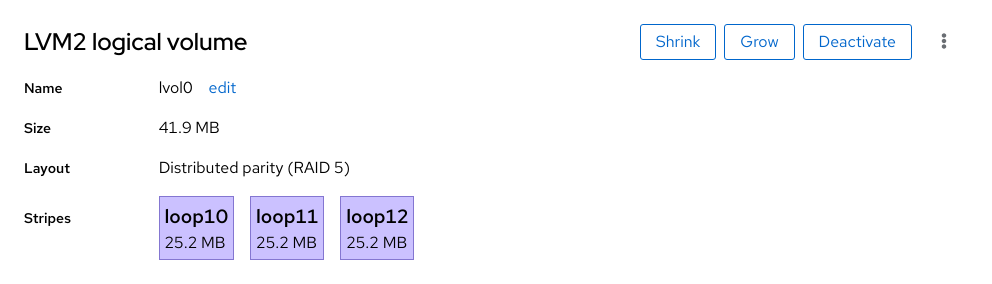 LVM2 logical volume
Shrink
Grow
Deactivate
Name
lvol0 edit
Size
41.9 MB
Layout
Distributed parity (RAID 5)
Stripes
loop10 loop11 loop12
25.2 MB 25.2 MB 25.2 MB